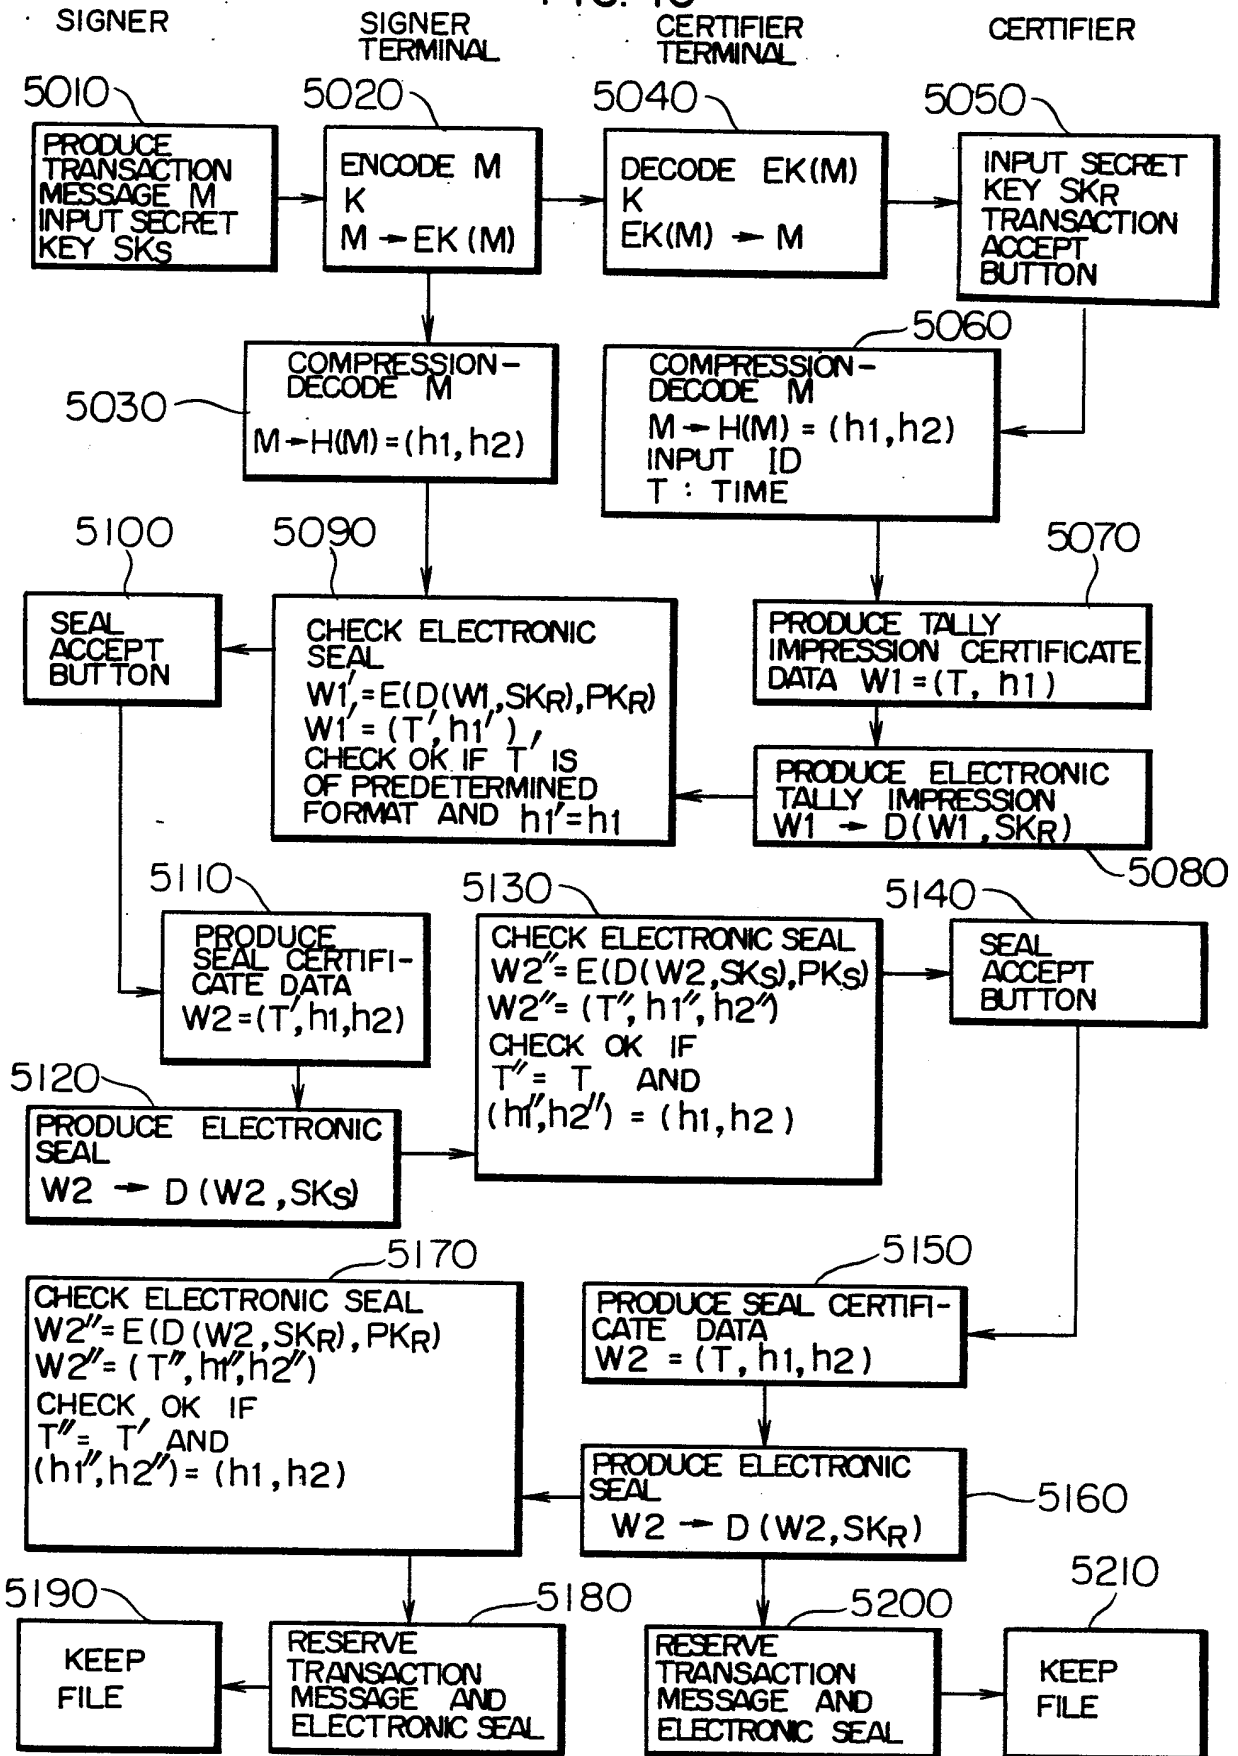 SIGNER
SIGNER
TERMINAL
CERTIFIER
TERMINAL
CERTIFIER
5010
PRODUCE
TRANSACTION
MESSAGE M
INPUT SECRET
KEY SKS
5020
ENCODE M
K
M → EK (M)
5040
DECODE EK(M)
K
EK(M) → M
5050
INPUT SECRET
KEY SKR
TRANSACTION
ACCEPT
BUTTON
5030
COMPRESSION-
DECODE M
M → H(M) = (h1, h2)
5060
COMPRESSION-
DECODE M
M → H(M) = (h1, h2)
INPUT ID
T : TIME
5100
SEAL
ACCEPT
BUTTON
5090
CHECK ELECTRONIC
SEAL
W1' = E(D(W1, SKR), PKR)
W1' = (T', h1')
CHECK OK IF T' IS
OF PREDETERMINED
FORMAT AND h1' = h1
5070
PRODUCE TALLY
IMPRESSION CERTIFICATE
DATA W1 = (T, h1)
PRODUCE ELECTRONIC
TALLY IMPRESSION
W1 → D(W1, SKR)
5080
5110
PRODUCE
SEAL CERTIFI-
CATE DATA
W2 = (T', h1, h2)
5130
CHECK ELECTRONIC SEAL
W2'' = E(D(W2, SKS), PKS)
W2'' = (T'', h1'', h2'')
CHECK OK IF
T'' = T AND
(h1'', h2'') = (h1, h2)
5140
SEAL
ACCEPT
BUTTON
5120
PRODUCE ELECTRONIC
SEAL
W2 → D (W2, SKS)
5170
CHECK ELECTRONIC SEAL
W2'' = E(D (W2, SKR), PKR)
W2'' = (T'', h1'', h2'')
CHECK OK IF
T'' = T' AND
(h1'', h2'') = (h1, h2)
5150
PRODUCE SEAL CERTIFI-
CATE DATA
W2 = (T, h1, h2)
PRODUCE ELECTRONIC
SEAL
W2 → D (W2, SKR)
5160
5190
KEEP
FILE
5180
RESERVE
TRANSACTION
MESSAGE AND
ELECTRONIC SEAL
5200
RESERVE
TRANSACTION
MESSAGE AND
ELECTRONIC SEAL
5210
KEEP
FILE